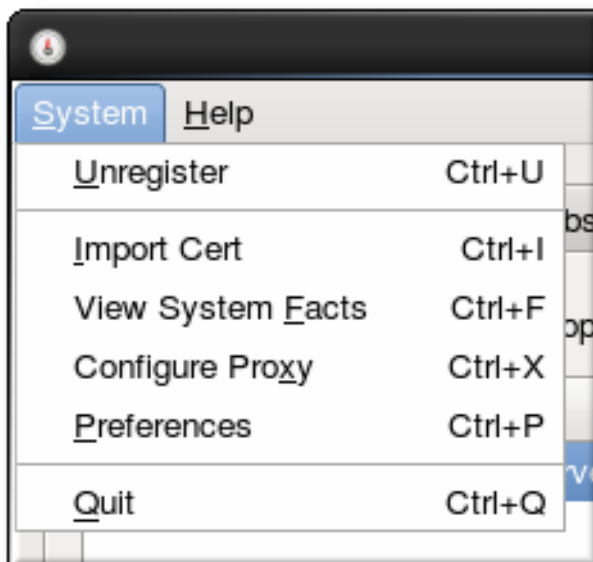 System Help
Unregister Ctrl+U
Import Cert Ctrl+I
View System Facts Ctrl+F
Configure Proxy Ctrl+X
Preferences Ctrl+P
Quit Ctrl+Q